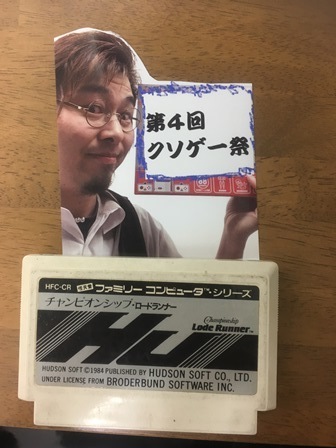 第4回
クソゲー祭
HFC-CR ファミリー コンピュータ™・シリーズ
チャンピオンシップ・ロードランナー
Championship
Lode Runner™
HUDSON SOFT ©1984 PUBLISHED BY HUDSON SOFT CO., LTD.
UNDER LICENSE FROM BRODERBUND SOFTWARE INC.